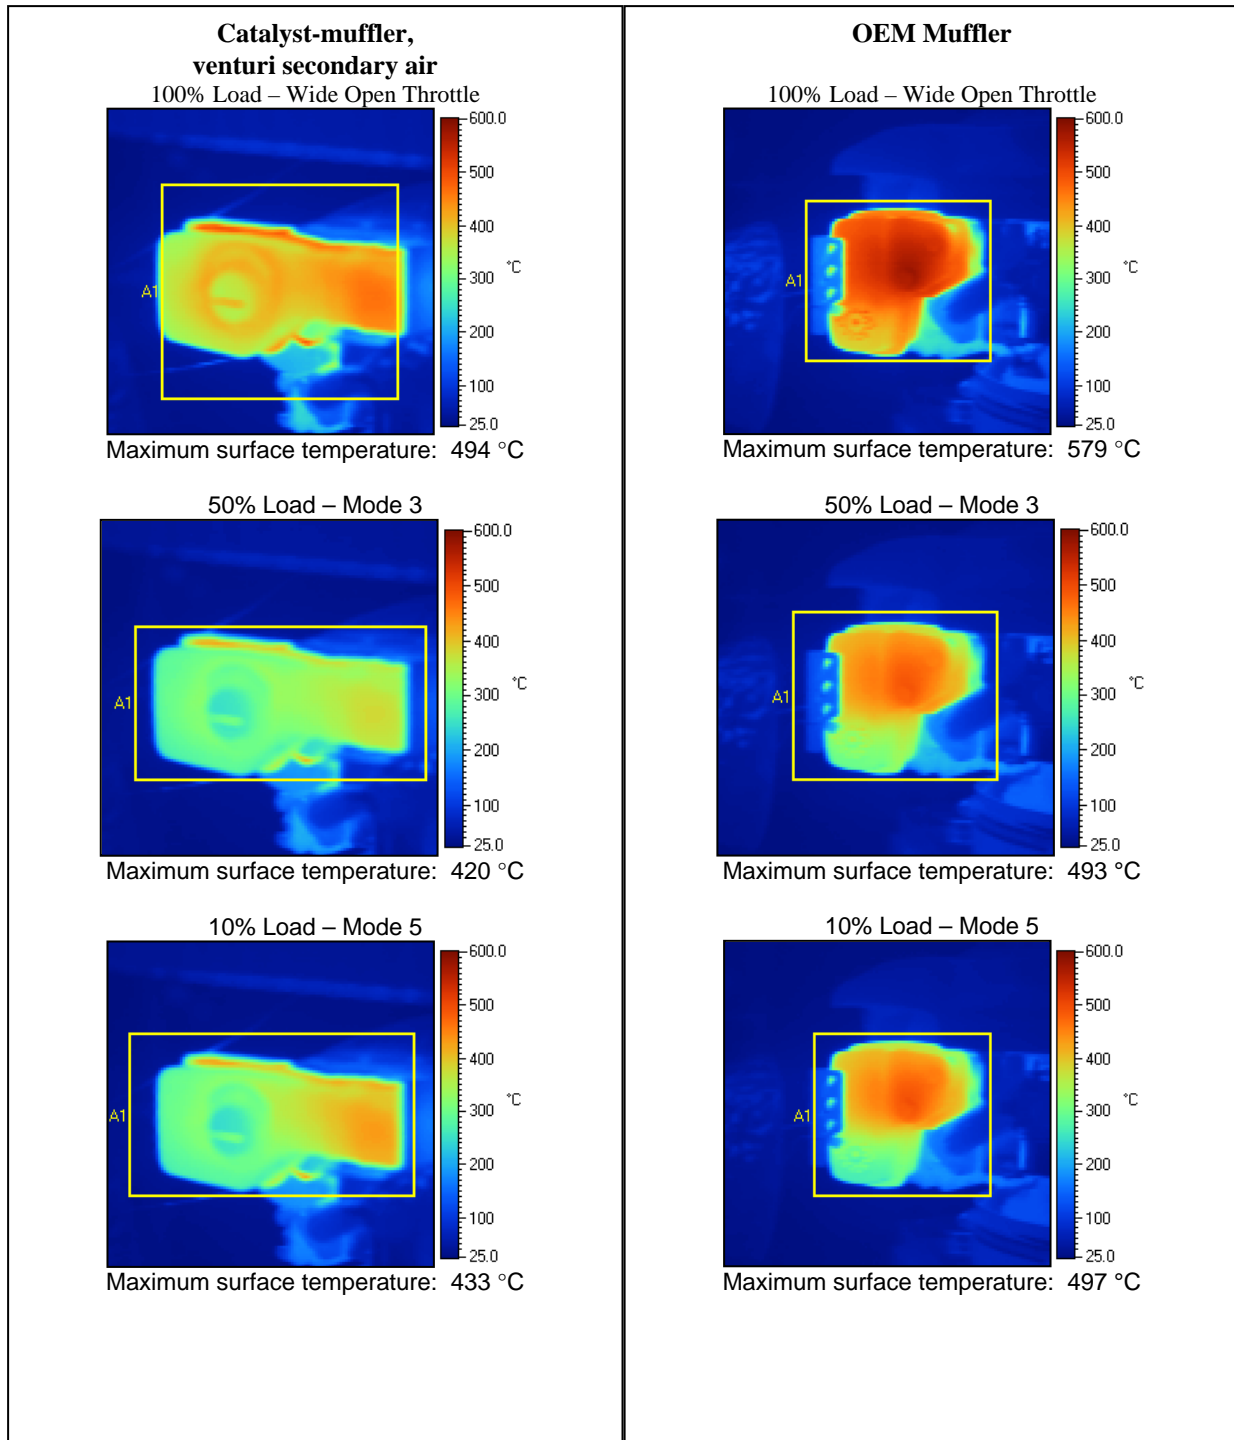 Catalyst-muffler,
venturi secondary air
100% Load – Wide Open Throttle
600.0
500
400
300
200
100
25.0
°C
A1
Maximum surface temperature: 494 °C
50% Load – Mode 3
600.0
500
400
300
200
100
25.0
°C
A1
Maximum surface temperature: 420 °C
10% Load – Mode 5
600.0
500
400
300
200
100
25.0
°C
A1
Maximum surface temperature: 433 °C
OEM Muffler
100% Load – Wide Open Throttle
600.0
500
400
300
200
100
25.0
°C
A1
Maximum surface temperature: 579 °C
50% Load – Mode 3
600.0
500
400
300
200
100
25.0
°C
A1
Maximum surface temperature: 493 °C
10% Load – Mode 5
600.0
500
400
300
200
100
25.0
°C
A1
Maximum surface temperature: 497 °C